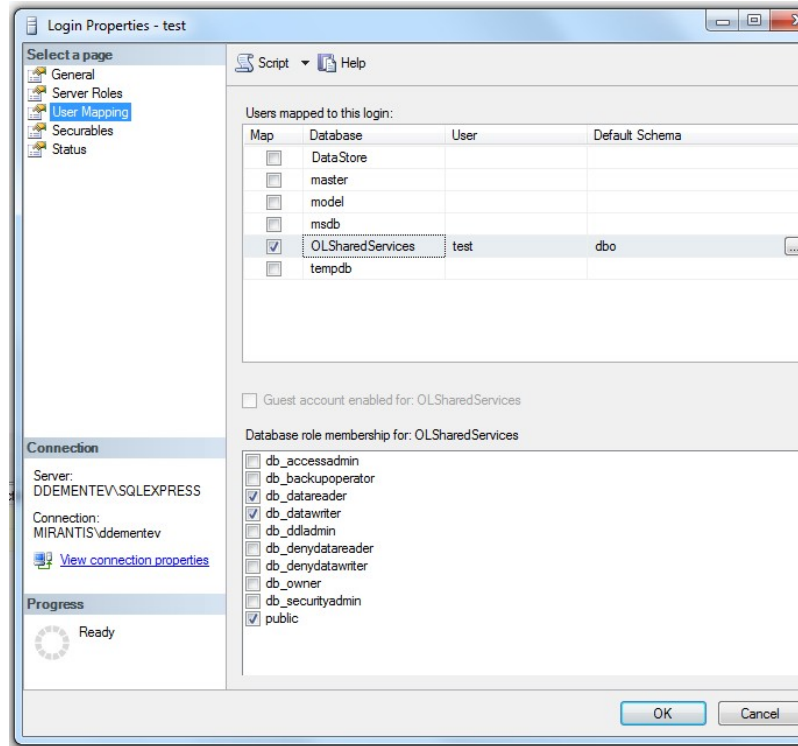 Login Properties - test
Select a page
General
Server Roles
User Mapping
Securables
Status
Script Help
Users mapped to this login:
Map Database User Default Schema
DataStore
master
model
msdb
OLSharedServices test dbo ...
tempdb
Guest account enabled for: OLSharedServices
Database role membership for: OLSharedServices
db_accessadmin
db_backupoperator
db_datareader
db_datawriter
db_ddladmin
db_denydatareader
db_denydatawriter
db_owner
db_securityadmin
public
Connection
Server:
DDEMENTEV\SQLEXPRESS
Connection:
MIRANTIS\ddementev
View connection properties
Progress
Ready
OK Cancel